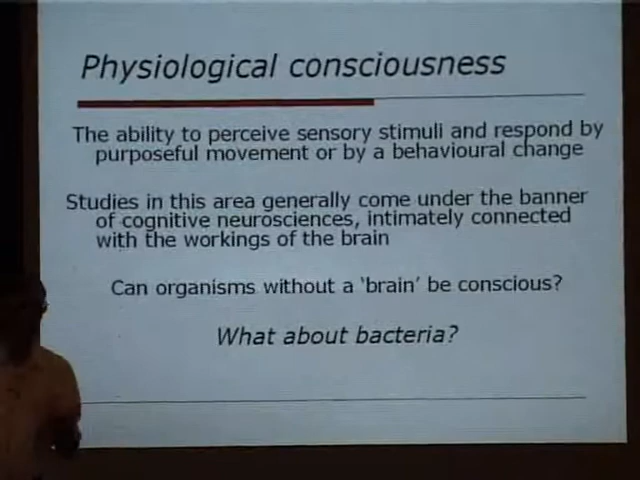 Physiological consciousness
The ability to perceive sensory stimuli and respond by
purposeful movement or by a behavioural change
Studies in this area generally come under the banner
of cognitive neurosciences, intimately connected
with the workings of the brain
Can organisms without a ‘brain’ be conscious?
What about bacteria?